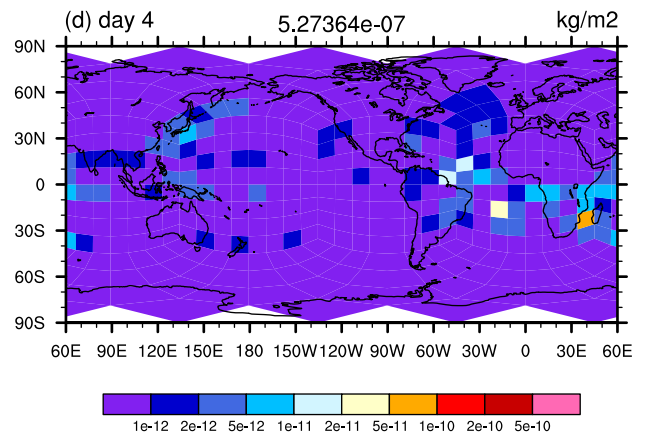 (d) day 4 5.27364e-07 kg/m2
90N
60N
30N
0
30S
60S
90S
60E 90E 120E 150E 180 150W 120W 90W 60W 30W 0 30E 60E
1e-12 2e-12 5e-12 1e-11 2e-11 5e-11 1e-10 2e-10 5e-10